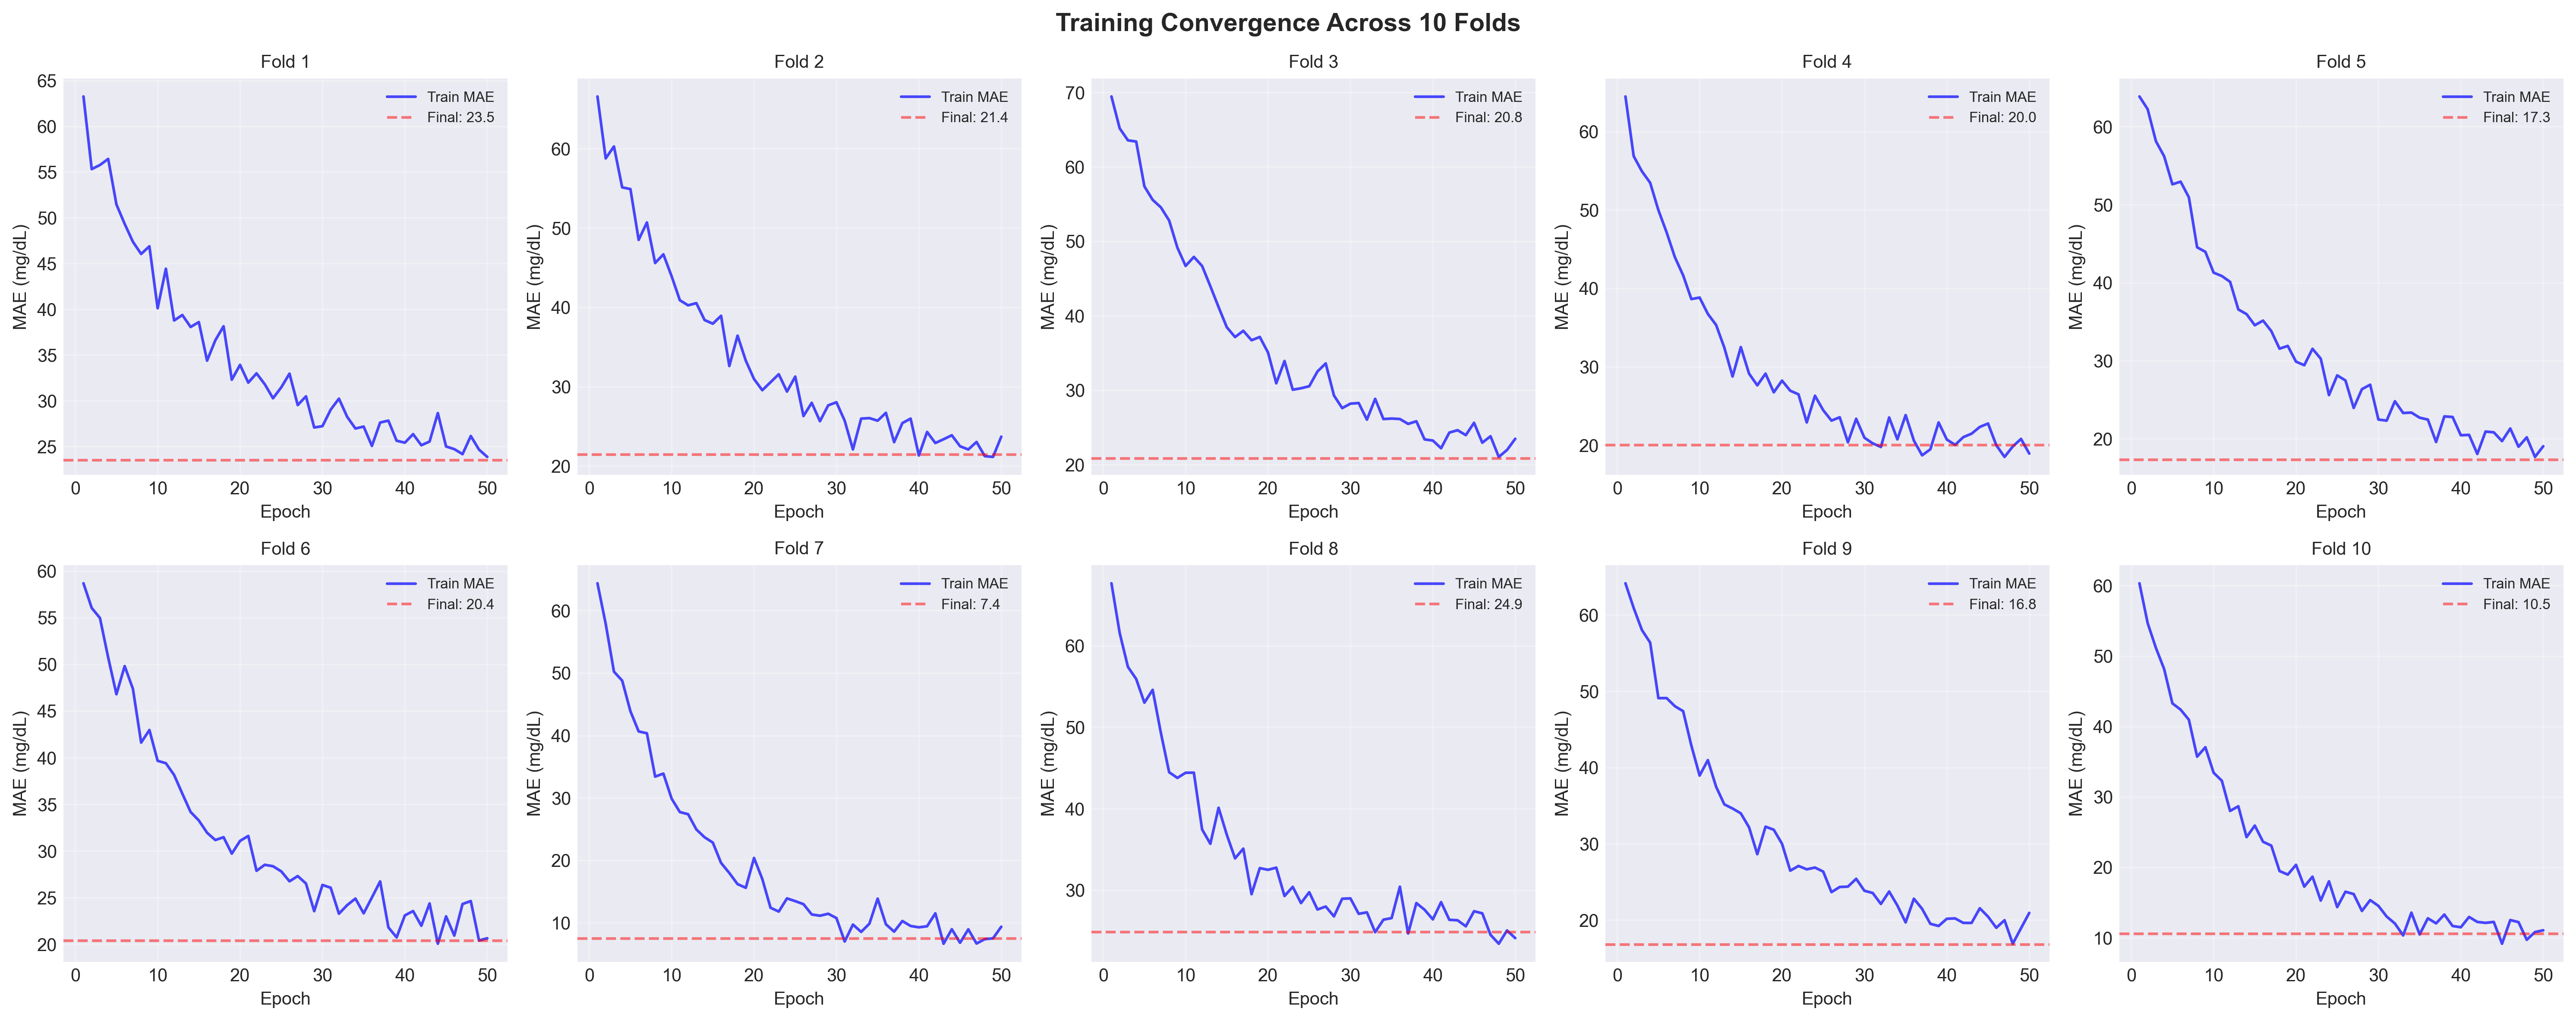 Training Convergence Across 10 Folds
Fold 1
Train MAE
Final: 23.5
MAE (mg/dL)
65
60
55
50
45
40
35
30
25
0 10 20 30 40 50
Epoch
Fold 2
Train MAE
Final: 21.4
MAE (mg/dL)
60
50
40
30
20
0 10 20 30 40 50
Epoch
Fold 3
Train MAE
Final: 20.8
MAE (mg/dL)
70
60
50
40
30
20
0 10 20 30 40 50
Epoch
Fold 4
Train MAE
Final: 20.0
MAE (mg/dL)
60
50
40
30
20
0 10 20 30 40 50
Epoch
Fold 5
Train MAE
Final: 17.3
MAE (mg/dL)
60
50
40
30
20
0 10 20 30 40 50
Epoch
Fold 6
Train MAE
Final: 20.4
MAE (mg/dL)
60
55
50
45
40
35
30
25
20
0 10 20 30 40 50
Epoch
Fold 7
Train MAE
Final: 7.4
MAE (mg/dL)
60
50
40
30
20
10
0 10 20 30 40 50
Epoch
Fold 8
Train MAE
Final: 24.9
MAE (mg/dL)
60
50
40
30
0 10 20 30 40 50
Epoch
Fold 9
Train MAE
Final: 16.8
MAE (mg/dL)
60
50
40
30
20
0 10 20 30 40 50
Epoch
Fold 10
Train MAE
Final: 10.5
MAE (mg/dL)
60
50
40
30
20
10
0 10 20 30 40 50
Epoch